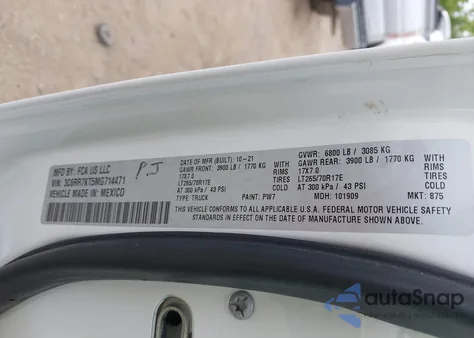 MFD BY: FCA US LLC
VIN: 3C6RR7KT5MG714471
VEHICLE MADE IN: MEXICO
P.J
DATE OF MFR (BUILT): 10-21
GAWR FRONT: 3900 LB / 1770 KG
17X7.0
LT265/70R17E
AT 300 kPa / 43 PSI
RIMS
TIRES
GVWR: 6800 LB / 3085 KG
GAWR REAR: 3900 LB / 1770 KG
17X7.0
LT265/70R17E
AT 300 kPa / 43 PSI
RIMS
TIRES
THIS VEHICLE CONFORMS TO ALL APPLICABLE U.S.A. FEDERAL MOTOR VEHICLE SAFETY
STANDARDS IN EFFECT ON THE DATE OF MANUFACTURE SHOWN ABOVE.
TYPE: TRUCK
PAINT: PW7
MDH: 101909
MKT: 875
autoSnap